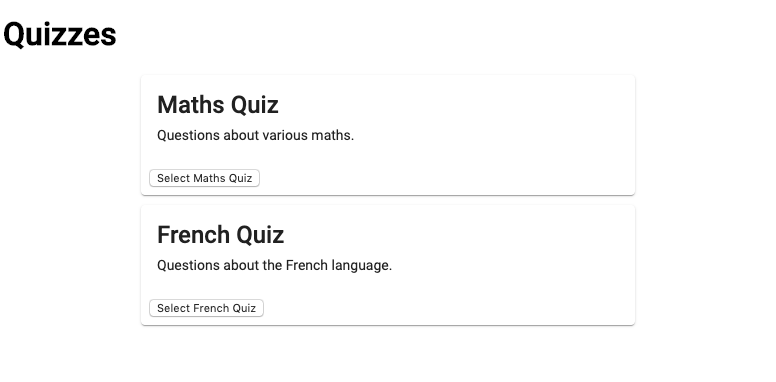 Quizzes
Maths Quiz
Questions about various maths.
Select Maths Quiz
French Quiz
Questions about the French language.
Select French Quiz